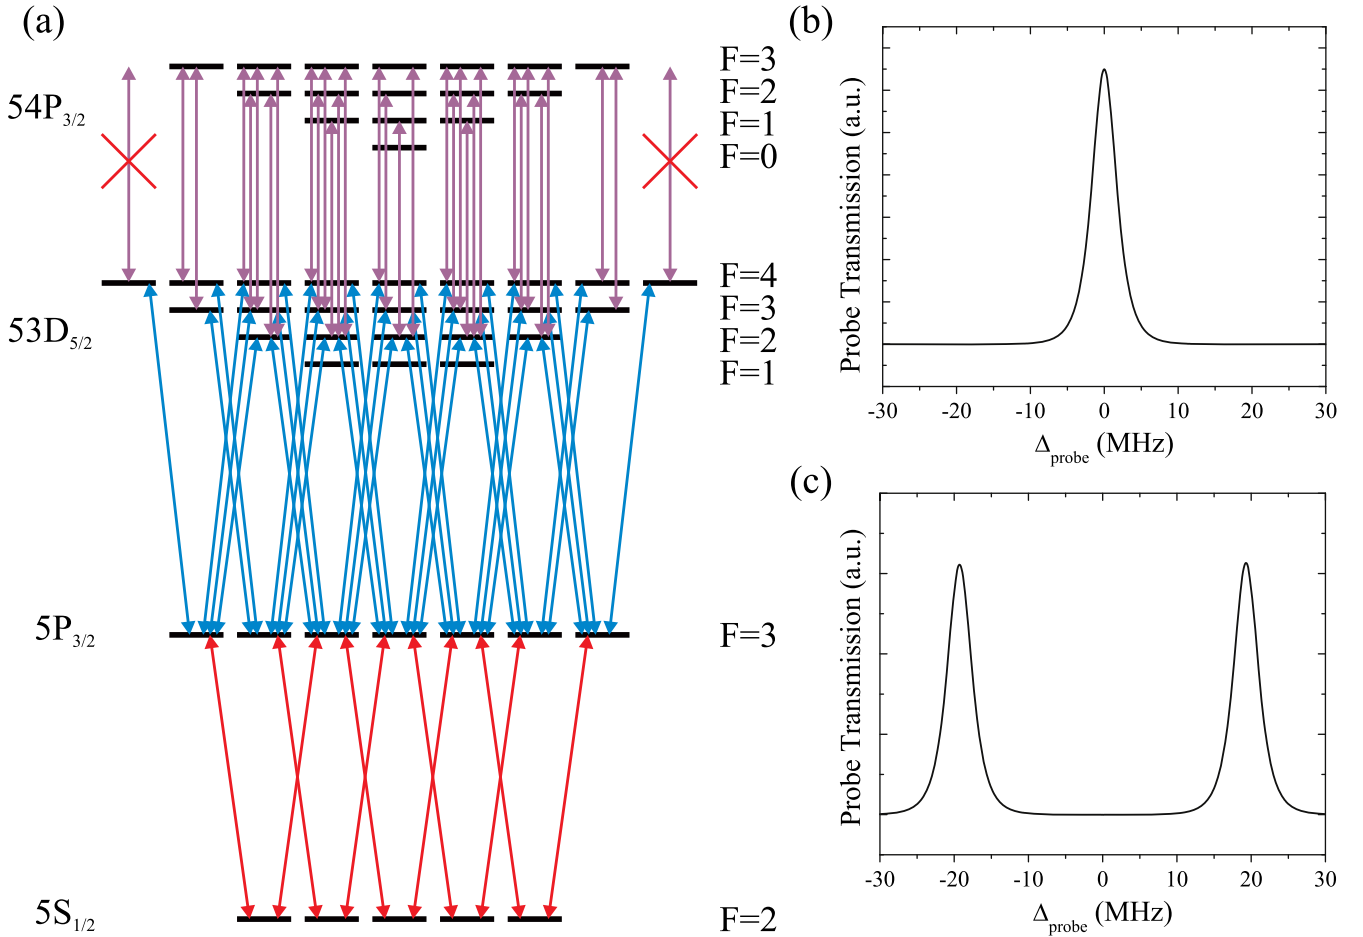 (a)
54P3/2
F=3
F=2
F=1
F=0
53D5/2
F=4
F=3
F=2
F=1
5P3/2
F=3
5S1/2
F=2
(b)
Probe Transmission (a.u.)
-30 -20 -10 0 10 20 30
Δprobe (MHz)
(c)
Probe Transmission (a.u.)
-30 -20 -10 0 10 20 30
Δprobe (MHz)